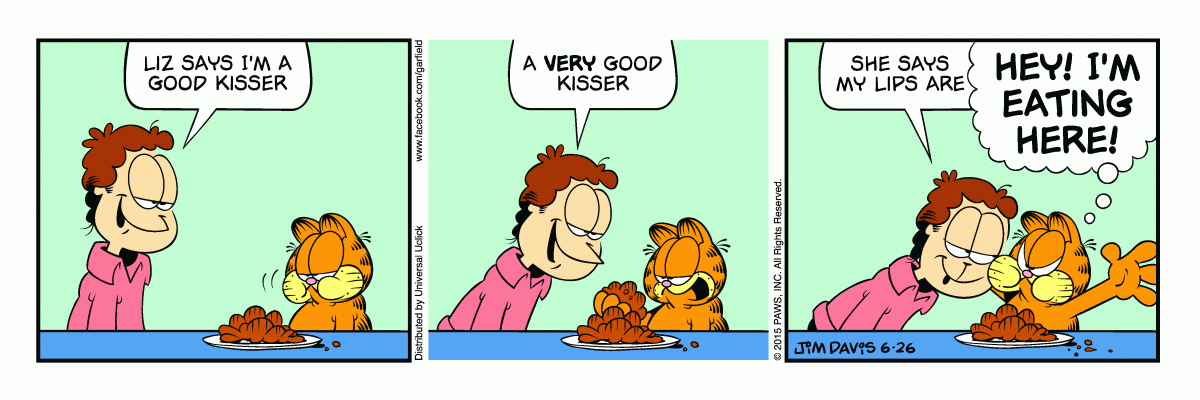 LIZ SAYS I'M A
GOOD KISSER
www.facebook.com/garfield
Distributed by Universal Uclick
A VERY GOOD
KISSER
© 2015 PAWS, INC. All Rights Reserved.
SHE SAYS
MY LIPS ARE
HEY! I'M
EATING
HERE!
JIM DAVIS 6-26